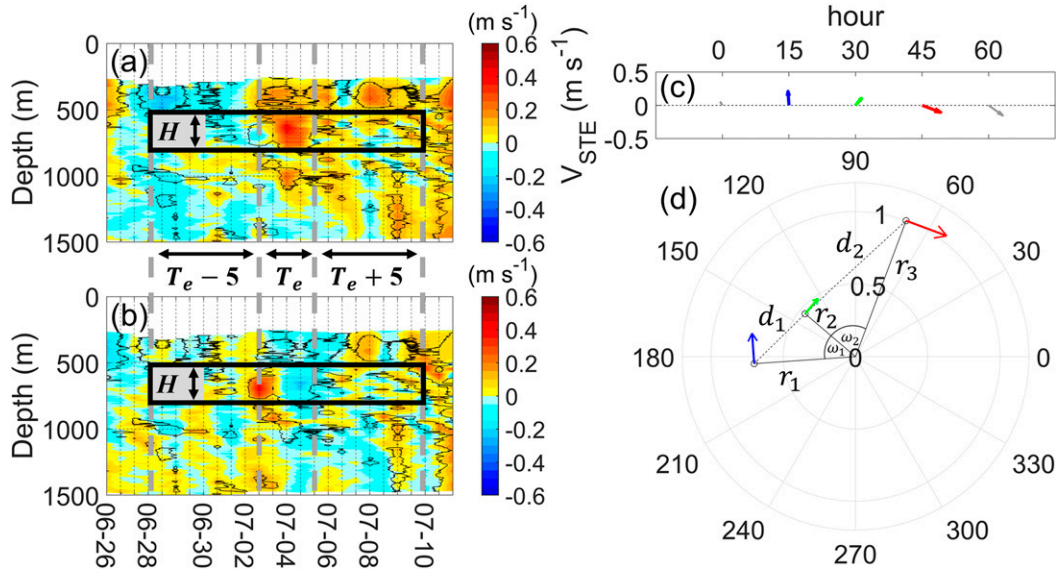 (m s⁻¹)
(a)
Depth (m)
0
500
1000
1500
H
0.6
0.4
0.2
0
-0.2
-0.4
-0.6
T_e − 5
T_e
T_e + 5
(m s⁻¹)
(b)
Depth (m)
0
500
1000
1500
H
0.6
0.4
0.2
0
-0.2
-0.4
-0.6
06-26
06-28
06-30
07-02
07-04
07-06
07-08
07-10
hour
0 15 30 45 60
V_STE (m s⁻¹)
0.5
0
-0.5
(c)
(d)
90
120 60
150 30
180 0
210 330
240 300
270
1
0.5
0
d₂
d₁
r₃
r₂
r₁
ω₁
ω₂